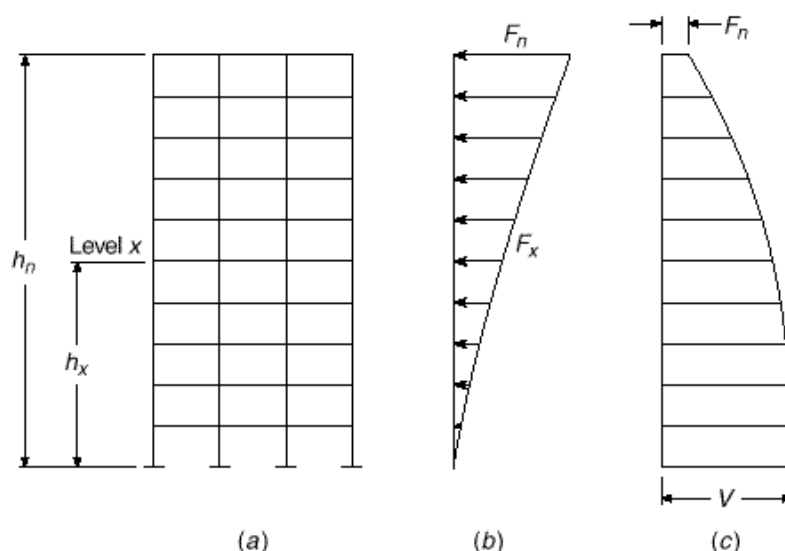 F_n
F_n
Level x
h_n
F_x
h_x
V
(a)
(b)
(c)